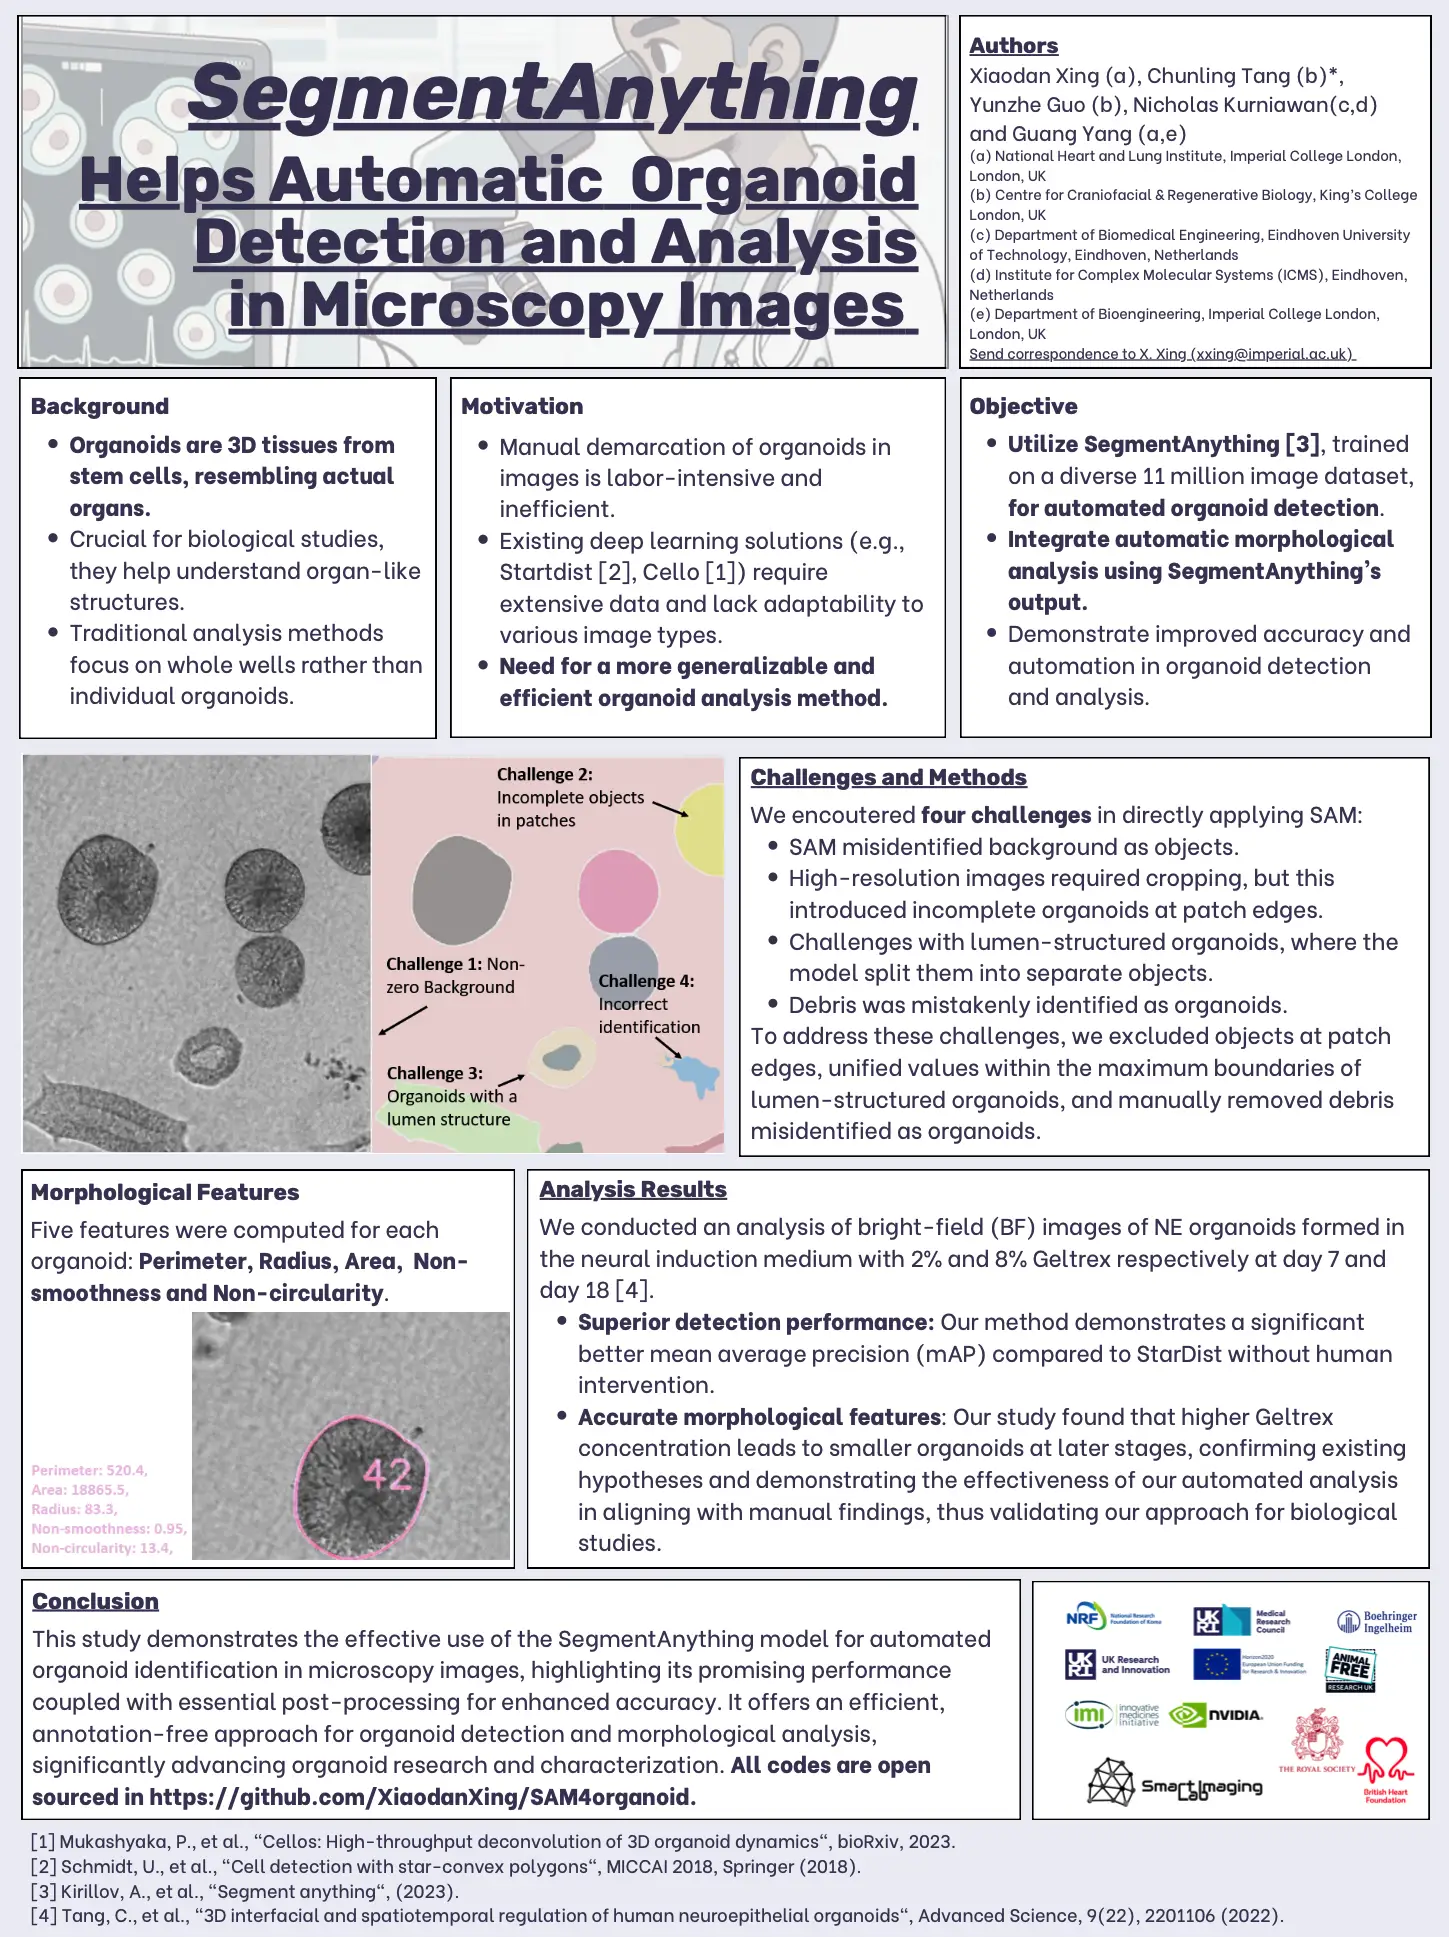 SegmentAnything
Helps Automatic Organoid
Detection and Analysis
in Microscopy Images
Authors
Xiaodan Xing (a), Chunling Tang (b)*,
Yunzhe Guo (b), Nicholas Kurniawan(c,d)
and Guang Yang (a,e)
(a) National Heart and Lung Institute, Imperial College London,
London, UK
(b) Centre for Craniofacial & Regenerative Biology, King's College
London, UK
(c) Department of Biomedical Engineering, Eindhoven University
of Technology, Eindhoven, Netherlands
(d) Institute for Complex Molecular Systems (ICMS), Eindhoven,
Netherlands
(e) Department of Bioengineering, Imperial College London,
London, UK
Send correspondence to X. Xing (xxing@imperial.ac.uk)
Background
• Organoids are 3D tissues from
stem cells, resembling actual
organs.
• Crucial for biological studies,
they help understand organ-like
structures.
• Traditional analysis methods
focus on whole wells rather than
individual organoids.
Motivation
• Manual demarcation of organoids in
images is labor-intensive and
inefficient.
• Existing deep learning solutions (e.g.,
Startdist [2], Cello [1]) require
extensive data and lack adaptability to
various image types.
• Need for a more generalizable and
efficient organoid analysis method.
Objective
• Utilize SegmentAnything [3], trained
on a diverse 11 million image dataset,
for automated organoid detection.
• Integrate automatic morphological
analysis using SegmentAnything's
output.
• Demonstrate improved accuracy and
automation in organoid detection
and analysis.
Challenge 2:
Incomplete objects
in patches
Challenge 1: Non-
zero Background
Challenge 4:
Incorrect
identification
Challenge 3:
Organoids with a
lumen structure
Challenges and Methods
We encoutered four challenges in directly applying SAM:
• SAM misidentified background as objects.
• High-resolution images required cropping, but this
introduced incomplete organoids at patch edges.
• Challenges with lumen-structured organoids, where the
model split them into separate objects.
• Debris was mistakenly identified as organoids.
To address these challenges, we excluded objects at patch
edges, unified values within the maximum boundaries of
lumen-structured organoids, and manually removed debris
misidentified as organoids.
Morphological Features
Five features were computed for each
organoid: Perimeter, Radius, Area, Non-
smoothness and Non-circularity.
42
Perimeter: 520.4,
Area: 18865.5,
Radius: 83.3,
Non-smoothness: 0.95,
Non-circularity: 13.4,
Analysis Results
We conducted an analysis of bright-field (BF) images of NE organoids formed in
the neural induction medium with 2% and 8% Geltrex respectively at day 7 and
day 18 [4].
• Superior detection performance: Our method demonstrates a significant
better mean average precision (mAP) compared to StarDist without human
intervention.
• Accurate morphological features: Our study found that higher Geltrex
concentration leads to smaller organoids at later stages, confirming existing
hypotheses and demonstrating the effectiveness of our automated analysis
in aligning with manual findings, thus validating our approach for biological
studies.
Conclusion
This study demonstrates the effective use of the SegmentAnything model for automated
organoid identification in microscopy images, highlighting its promising performance
coupled with essential post-processing for enhanced accuracy. It offers an efficient,
annotation-free approach for organoid detection and morphological analysis,
significantly advancing organoid research and characterization. All codes are open
sourced in https://github.com/XiaodanXing/SAM4organoid.
NRF National Research
Foundation of Korea
UKRI Medical
Research
Council
Boehringer
Ingelheim
UKRI UK Research
and Innovation
Horizon2020
European Union Funding
for Research & Innovation
ANIMAL
FREE
RESEARCH UK
imi innovative
medicines
initiative
NVIDIA.
THE ROYAL SOCIETY
British Heart
Foundation
Smart Imaging
Lab
[1] Mukashyaka, P., et al., “Cellos: High-throughput deconvolution of 3D organoid dynamics“, bioRxiv, 2023.
[2] Schmidt, U., et al., “Cell detection with star-convex polygons“, MICCAI 2018, Springer (2018).
[3] Kirillov, A., et al., “Segment anything“, (2023).
[4] Tang, C., et al., “3D interfacial and spatiotemporal regulation of human neuroepithelial organoids“, Advanced Science, 9(22), 2201106 (2022).